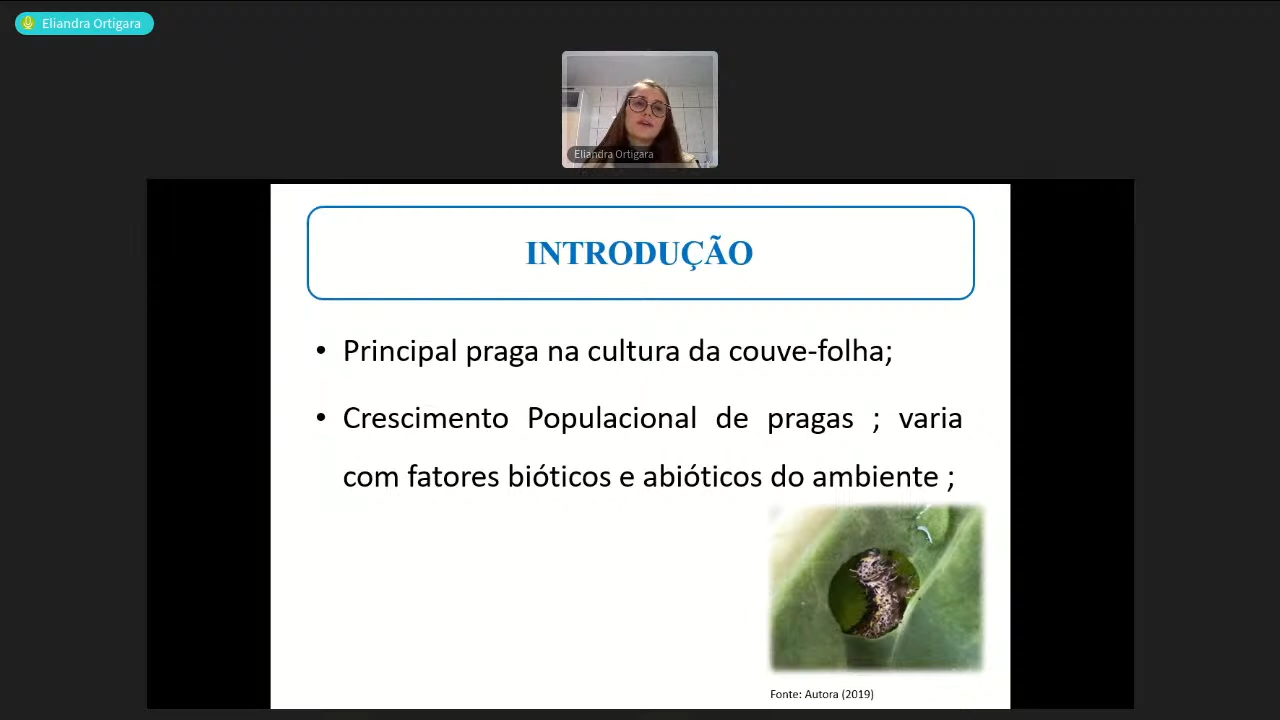 Eliandra Ortigara
Eliandra Ortigara
INTRODUÇÃO
• Principal praga na cultura da couve-folha;
• Crescimento Populacional de pragas ; varia
com fatores bióticos e abióticos do ambiente ;
Fonte: Autora (2019)